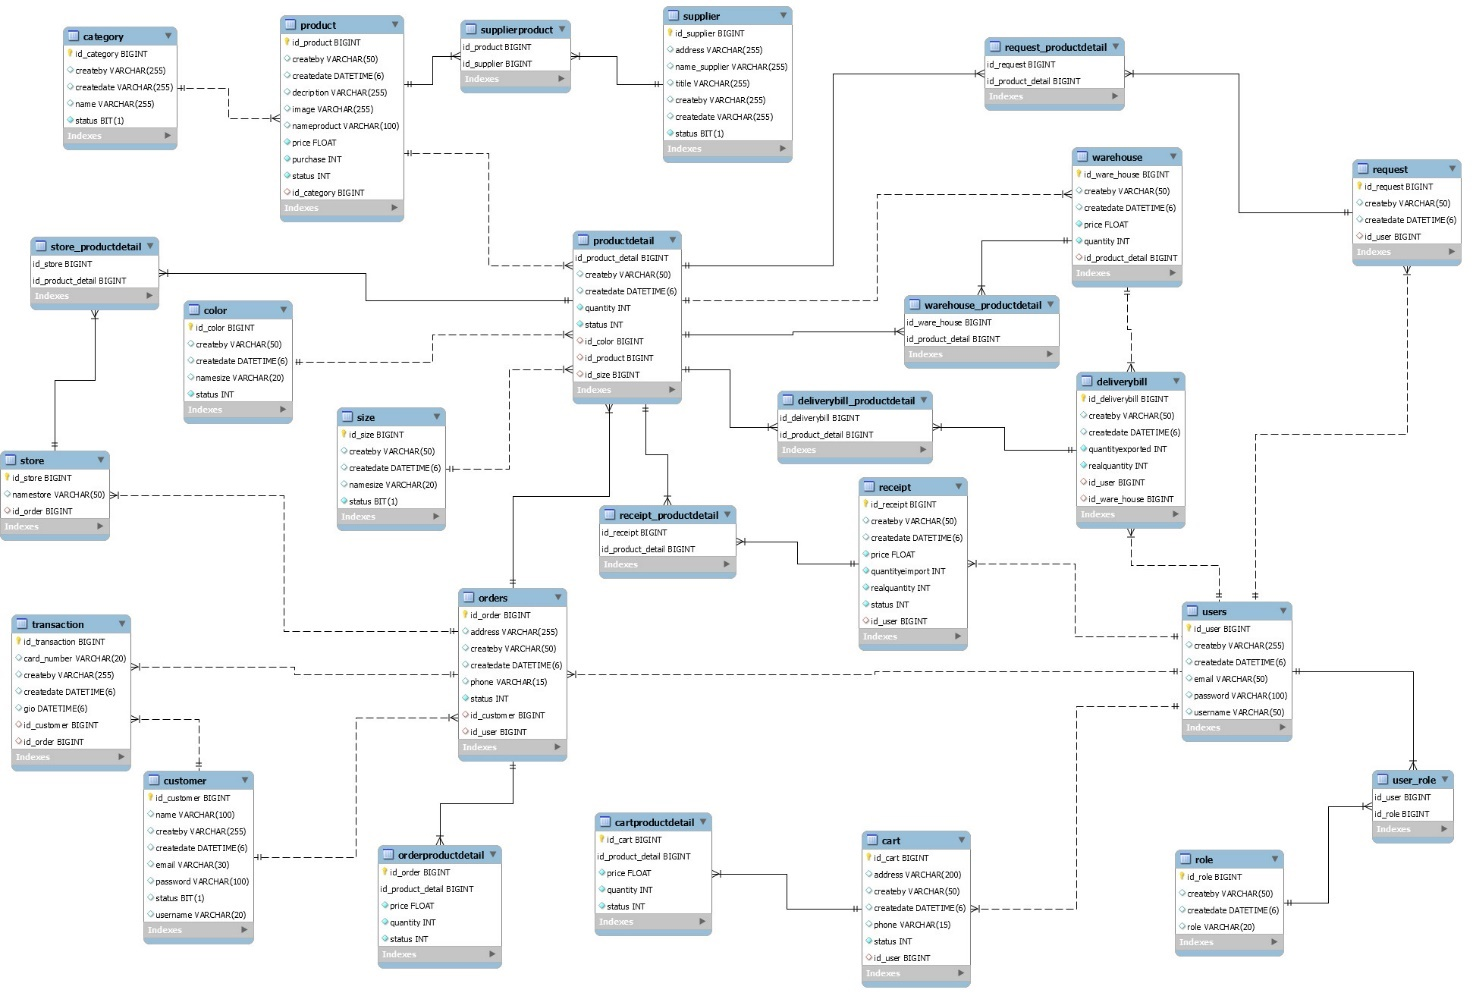 category
id_category BIGINT
createby VARCHAR(255)
createdate VARCHAR(255)
name VARCHAR(255)
status BIT(1)
Indexes
product
id_product BIGINT
createby VARCHAR(50)
createdate DATETIME(6)
decription VARCHAR(255)
image VARCHAR(255)
nameproduct VARCHAR(100)
price FLOAT
purchase INT
status INT
id_category BIGINT
Indexes
supplierproduct
id_product BIGINT
id_supplier BIGINT
Indexes
supplier
id_supplier BIGINT
address VARCHAR(255)
name_supplier VARCHAR(255)
titile VARCHAR(255)
createby VARCHAR(255)
createdate VARCHAR(255)
status BIT(1)
Indexes
request_productdetail
id_request BIGINT
id_product_detail BIGINT
Indexes
warehouse
id_ware_house BIGINT
createby VARCHAR(50)
createdate DATETIME(6)
price FLOAT
quantity INT
id_product_detail BIGINT
Indexes
request
id_request BIGINT
createby VARCHAR(50)
createdate DATETIME(6)
id_user BIGINT
Indexes
store_productdetail
id_store BIGINT
id_product_detail BIGINT
Indexes
color
id_color BIGINT
createby VARCHAR(50)
createdate DATETIME(6)
namesize VARCHAR(20)
status INT
Indexes
productdetail
id_product_detail BIGINT
createby VARCHAR(50)
createdate DATETIME(6)
quantity INT
status INT
id_color BIGINT
id_product BIGINT
id_size BIGINT
Indexes
warehouse_productdetail
id_ware_house BIGINT
id_product_detail BIGINT
Indexes
size
id_size BIGINT
createby VARCHAR(50)
createdate DATETIME(6)
namesize VARCHAR(20)
status BIT(1)
Indexes
deliverybill_productdetail
id_deliverybill BIGINT
id_product_detail BIGINT
Indexes
deliverybill
id_deliverybill BIGINT
createby VARCHAR(50)
createdate DATETIME(6)
quantityexported INT
realquantity INT
id_user BIGINT
id_ware_house BIGINT
Indexes
store
id_store BIGINT
namestore VARCHAR(50)
id_order BIGINT
Indexes
receipt_productdetail
id_receipt BIGINT
id_product_detail BIGINT
Indexes
receipt
id_receipt BIGINT
createby VARCHAR(50)
createdate DATETIME(6)
price FLOAT
quantityeimport INT
realquantity INT
status INT
id_user BIGINT
Indexes
transaction
id_transaction BIGINT
card_number VARCHAR(20)
createby VARCHAR(255)
createdate DATETIME(6)
gio DATETIME(6)
id_customer BIGINT
id_order BIGINT
Indexes
orders
id_order BIGINT
address VARCHAR(255)
createby VARCHAR(50)
createdate DATETIME(6)
phone VARCHAR(15)
status INT
id_customer BIGINT
id_user BIGINT
Indexes
users
id_user BIGINT
createby VARCHAR(255)
createdate DATETIME(6)
email VARCHAR(50)
password VARCHAR(100)
username VARCHAR(50)
Indexes
customer
id_customer BIGINT
name VARCHAR(100)
createby VARCHAR(255)
createdate DATETIME(6)
email VARCHAR(30)
password VARCHAR(100)
status BIT(1)
username VARCHAR(20)
Indexes
orderproductdetail
id_order BIGINT
id_product_detail BIGINT
price FLOAT
quantity INT
status INT
Indexes
cartproductdetail
id_cart BIGINT
id_product_detail BIGINT
price FLOAT
quantity INT
status INT
Indexes
cart
id_cart BIGINT
address VARCHAR(200)
createby VARCHAR(50)
createdate DATETIME(6)
phone VARCHAR(15)
status INT
id_user BIGINT
Indexes
user_role
id_user BIGINT
id_role BIGINT
Indexes
role
id_role BIGINT
createby VARCHAR(50)
createdate DATETIME(6)
role VARCHAR(20)
Indexes